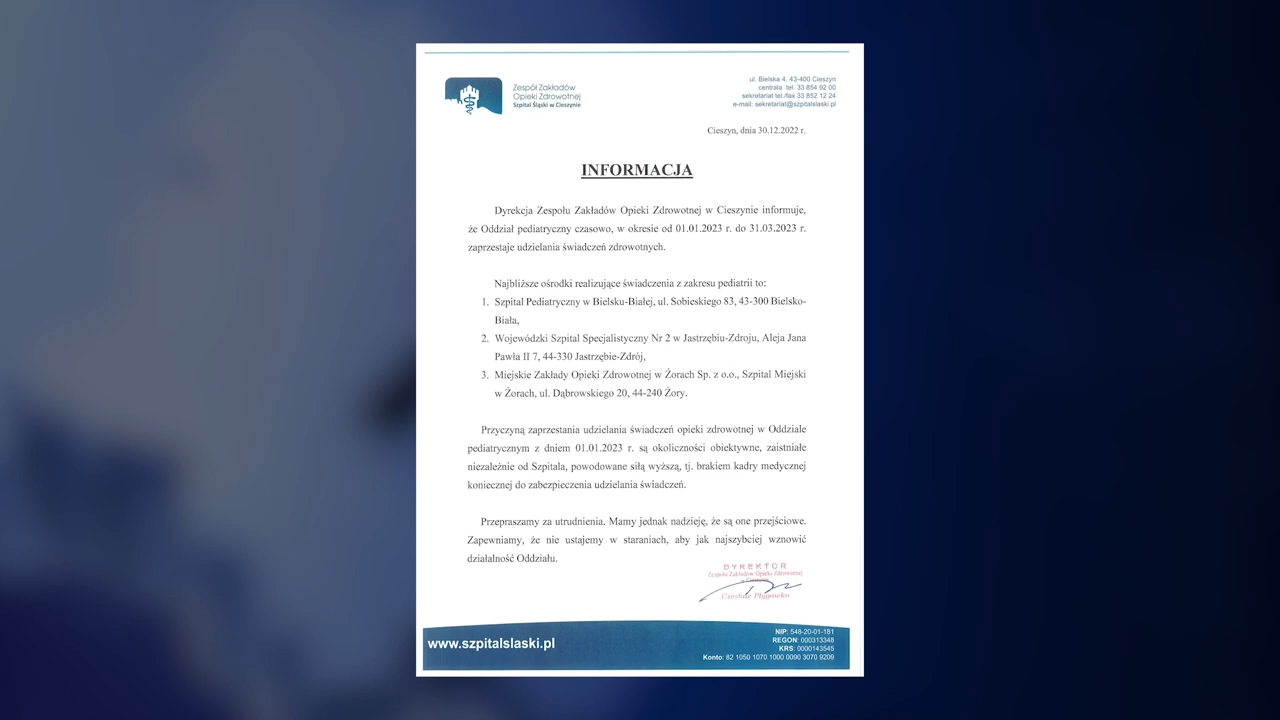 Zespół Zakładów
Opieki Zdrowotnej
Szpital Śląski w Cieszynie
ul. Bielska 4, 43-400 Cieszyn
centrala tel. 33 854 92 00
sekretariat tel./fax 33 852 12 24
e-mail: sekretariat@szpitalslaski.pl
Cieszyn, dnia 30.12.2022 r.
INFORMACJA
Dyrekcja Zespołu Zakładów Opieki Zdrowotnej w Cieszynie informuje,
że Oddział pediatryczny czasowo, w okresie od 01.01.2023 r. do 31.03.2023 r.
zaprzestaje udzielania świadczeń zdrowotnych.
Najbliższe ośrodki realizujące świadczenia z zakresu pediatrii to:
1. Szpital Pediatryczny w Bielsku-Białej, ul. Sobieskiego 83, 43-300 Bielsko-
Biała,
2. Wojewódzki Szpital Specjalistyczny Nr 2 w Jastrzębiu-Zdroju, Aleja Jana
Pawła II 7, 44-330 Jastrzębie-Zdrój,
3. Miejskie Zakłady Opieki Zdrowotnej w Żorach Sp. z o.o., Szpital Miejski
w Żorach, ul. Dąbrowskiego 20, 44-240 Żory.
Przyczyną zaprzestania udzielania świadczeń opieki zdrowotnej w Oddziale
pediatrycznym z dniem 01.01.2023 r. są okoliczności obiektywne, zaistniałe
niezależnie od Szpitala, powodowane siłą wyższą, tj. brakiem kadry medycznej
koniecznej do zabezpieczenia udzielania świadczeń.
Przepraszamy za utrudnienia. Mamy jednak nadzieję, że są one przejściowe.
Zapewniamy, że nie ustajemy w staraniach, aby jak najszybciej wznowić
działalność Oddziału.
DYREKTOR
Zespołu Zakładów Opieki Zdrowotnej
w Cieszynie
www.szpitalslaski.pl
NIP: 548-20-01-181
REGON: 000313348
KRS: 0000143545
Konto: 82 1050 1070 1000 0090 3070 9209